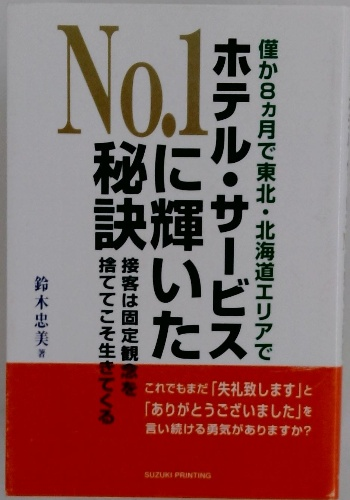 僅か8ヵ月で東北・北海道エリアで
ホテル・サービス
No.1
に輝いた
秘訣
接客は固定観念を
捨ててこそ生きてくる
鈴木忠美 著
これでもまだ「失礼致します」と
「ありがとうございました」を
言い続ける勇気がありますか?
SUZUKI PRINTING